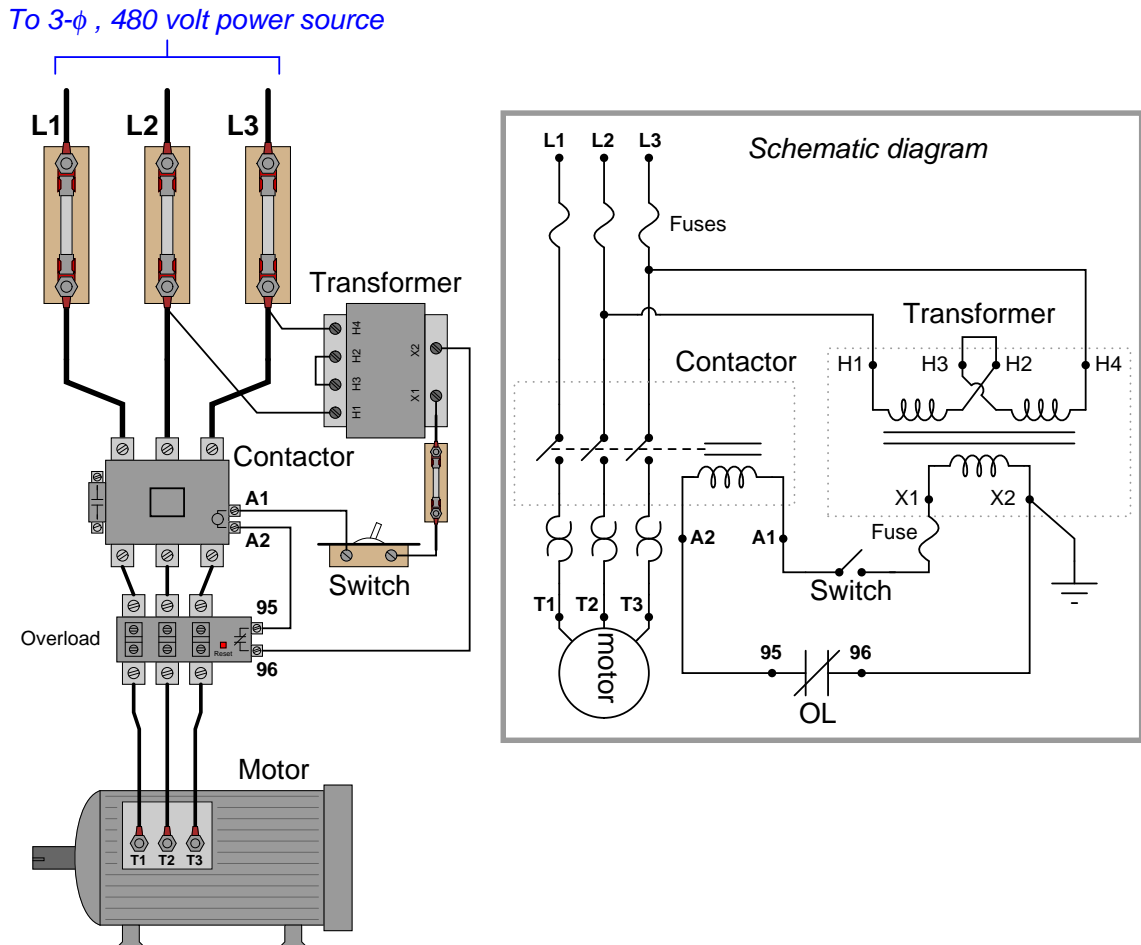 To 3-ϕ , 480 volt power source
L1 L2 L3
Transformer
H4
H2
H3
H1
X2
X1
Contactor
A1
A2
Switch
Overload
95
96
Reset
Motor
T1 T2 T3
Schematic diagram
L1 L2 L3
Fuses
Transformer
Contactor
H1 H3 H2 H4
X1 X2
Fuse
A2 A1
Switch
T1 T2 T3
motor
95 96
OL